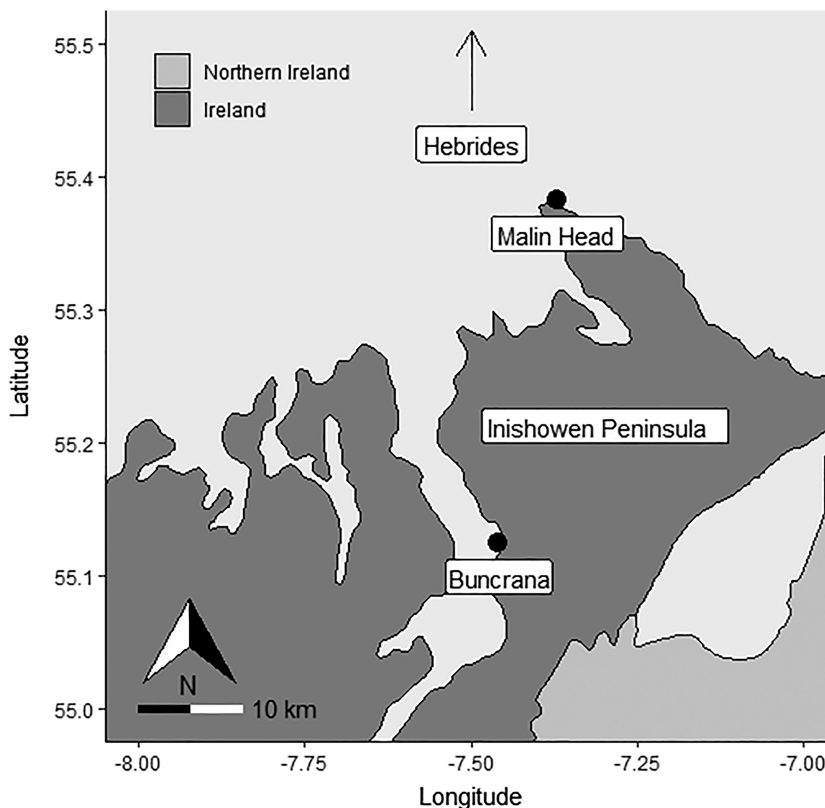 55.5
Northern Ireland
Ireland
Hebrides
55.4
Malin Head
55.3
Latitude
Inishowen Peninsula
55.2
Buncrana
55.1
N
55.0
10 km
-8.00 -7.75 -7.50 -7.25 -7.00
Longitude